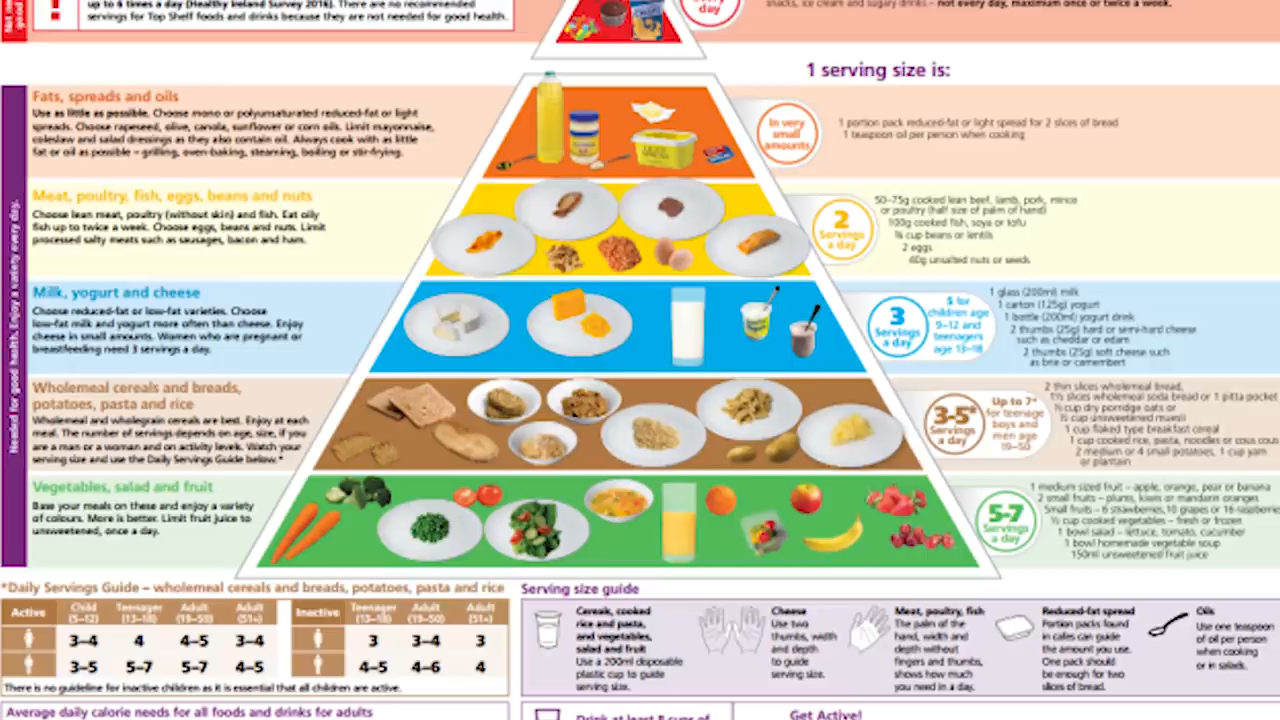 up to 6 times a day (Healthy Ireland Survey 2016). There are no recommended
servings for Top Shelf foods and drinks because they are not needed for good health.
day
snacks, ice cream and sugary drinks – not every day, maximum once or twice a week.
1 serving size is:
Needed for good health. Enjoy a variety every day.
Fats, spreads and oils
Use as little as possible. Choose mono or polyunsaturated reduced-fat or light
spreads. Choose rapeseed, olive, canola, sunflower or corn oils. Limit mayonnaise,
coleslaw and salad dressings as they also contain oil. Always cook with as little
fat or oil as possible – grilling, oven-baking, steaming, boiling or stir-frying.
In very
small
amounts
1 portion pack reduced-fat or light spread for 2 slices of bread
1 teaspoon oil per person when cooking
Meat, poultry, fish, eggs, beans and nuts
Choose lean meat, poultry (without skin) and fish. Eat oily
fish up to twice a week. Choose eggs, beans and nuts. Limit
processed salty meats such as sausages, bacon and ham.
2
Servings
a day
50–75g cooked lean beef, lamb, pork, mince
or poultry (half size of palm of hand)
100g cooked fish, soya or tofu
¾ cup beans or lentils
2 eggs
40g unsalted nuts or seeds
Milk, yogurt and cheese
Choose reduced-fat or low-fat varieties. Choose
low-fat milk and yogurt more often than cheese. Enjoy
cheese in small amounts. Women who are pregnant or
breastfeeding need 3 servings a day.
3
Servings
a day
for
children age
9–12 and
teenagers
age 13–18
1 glass (200ml) milk
1 carton (125g) yogurt
1 bottle (200ml) yogurt drink
2 thumbs (25g) hard or semi-hard cheese
such as cheddar or edam
2 thumbs (25g) soft cheese such
as brie or camembert
Wholemeal cereals and breads,
potatoes, pasta and rice
Wholemeal and wholegrain cereals are best. Enjoy at each
meal. The number of servings depends on age, size, if you
are a man or a woman and on activity levels. Watch your
serving size and use the Daily Servings Guide below.*
3-5*
Servings
a day
Up to 7*
for teenage
boys and
men age
19–50
2 thin slices wholemeal bread,
1½ slices wholemeal soda bread or 1 pitta pocket
cup dry porridge oats or
½ cup unsweetened muesli
1 cup flaked type breakfast cereal
1 cup cooked rice, pasta, noodles or cous cous
2 medium or 4 small potatoes, 1 cup yam
or plantain
Vegetables, salad and fruit
Base your meals on these and enjoy a variety
of colours. More is better. Limit fruit juice to
unsweetened, once a day.
5-7
Servings
a day
1 medium sized fruit – apple, orange, pear or banana
2 small fruits – plums, kiwis or mandarin oranges
Small fruits – 6 strawberries, 10 grapes or 16 raspberries
½ cup cooked vegetables – fresh or frozen
1 bowl salad – lettuce, tomato, cucumber
1 bowl homemade vegetable soup
150ml unsweetened fruit juice
*Daily Servings Guide – wholemeal cereals and breads, potatoes, pasta and rice
Active Child (5–12) Teenager (13–18) Adult (19–50) Adult (51+)
3–4 4 4–5 3–4
3–5 5–7 5–7 4–5
Inactive Teenager (13–18) Adult (19–50) Adult (51+)
3 3–4 3
4–5 4–6 4
There is no guideline for inactive children as it is essential that all children are active.
Average daily calorie needs for all foods and drinks for adults
Serving size guide
Cereals, cooked
rice and pasta,
and vegetables,
salad and fruit
Use a 200ml disposable
plastic cup to guide
serving size.
Cheese
Use two
thumbs, width
and depth
to guide
serving size.
Meat, poultry, fish
The palm of the
hand, width and
depth without
fingers and thumbs,
shows how much
you need in a day.
Reduced-fat spread
Portion packs found
in cafes can guide
the amount you use.
One pack should
be enough for two
slices of bread.
Oils
Use one teaspoon
of oil per person
when cooking
or in salads.
Drink at least 8 cups of
Get Active!